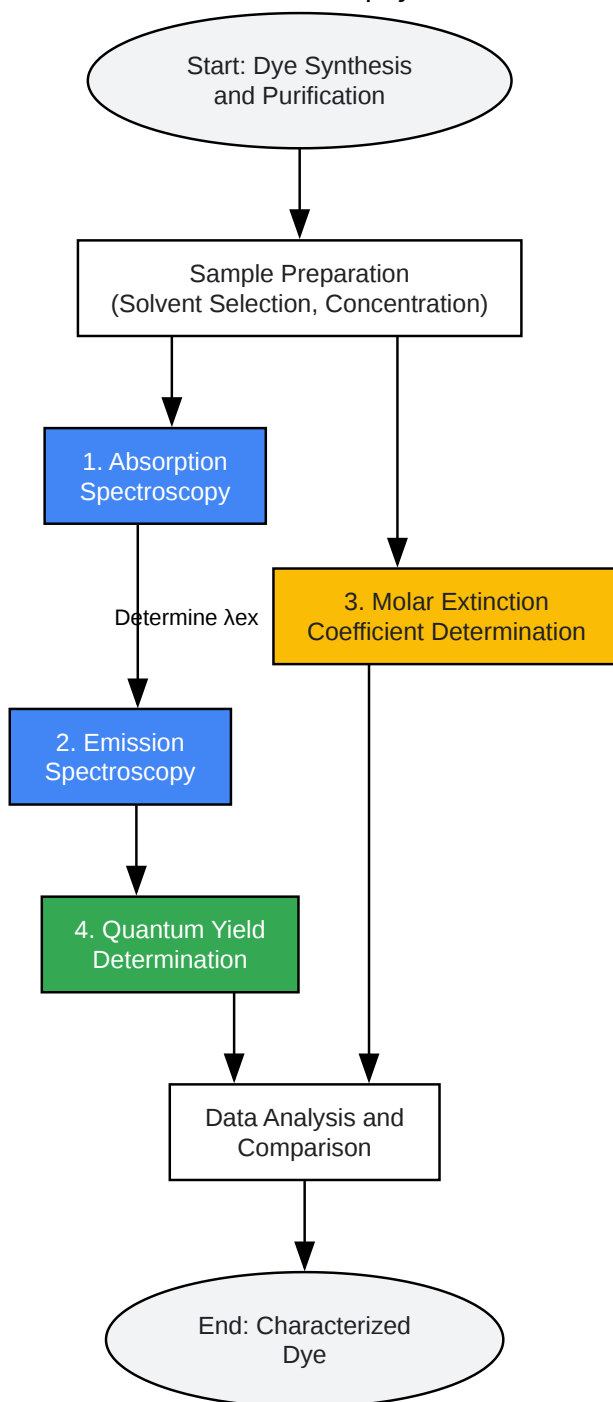 Start: Dye Synthesis
and Purification
Sample Preparation
(Solvent Selection, Concentration)
1. Absorption
Spectroscopy
Determine λex
3. Molar Extinction
Coefficient Determination
2. Emission
Spectroscopy
4. Quantum Yield
Determination
Data Analysis and
Comparison
End: Characterized
Dye